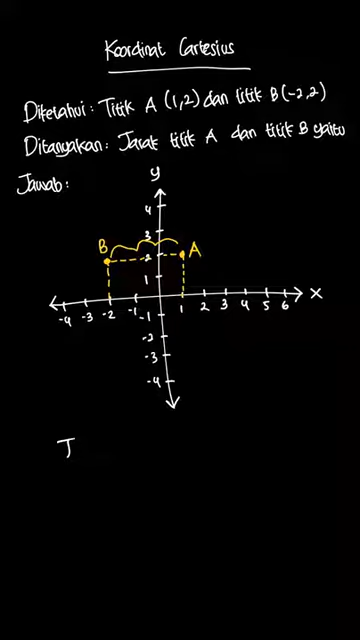 Koordinat Cartesius
Diketahui: Titik A (1,2) dan titik B (-2,2)
Ditanyakan: Jarak titik A dan titik B yaitu
Jawab:
y
4
3
B
A
2
1
-4 -3 -2 -1 1 2 3 4 5 6 X
-1
-2
-3
-4
T